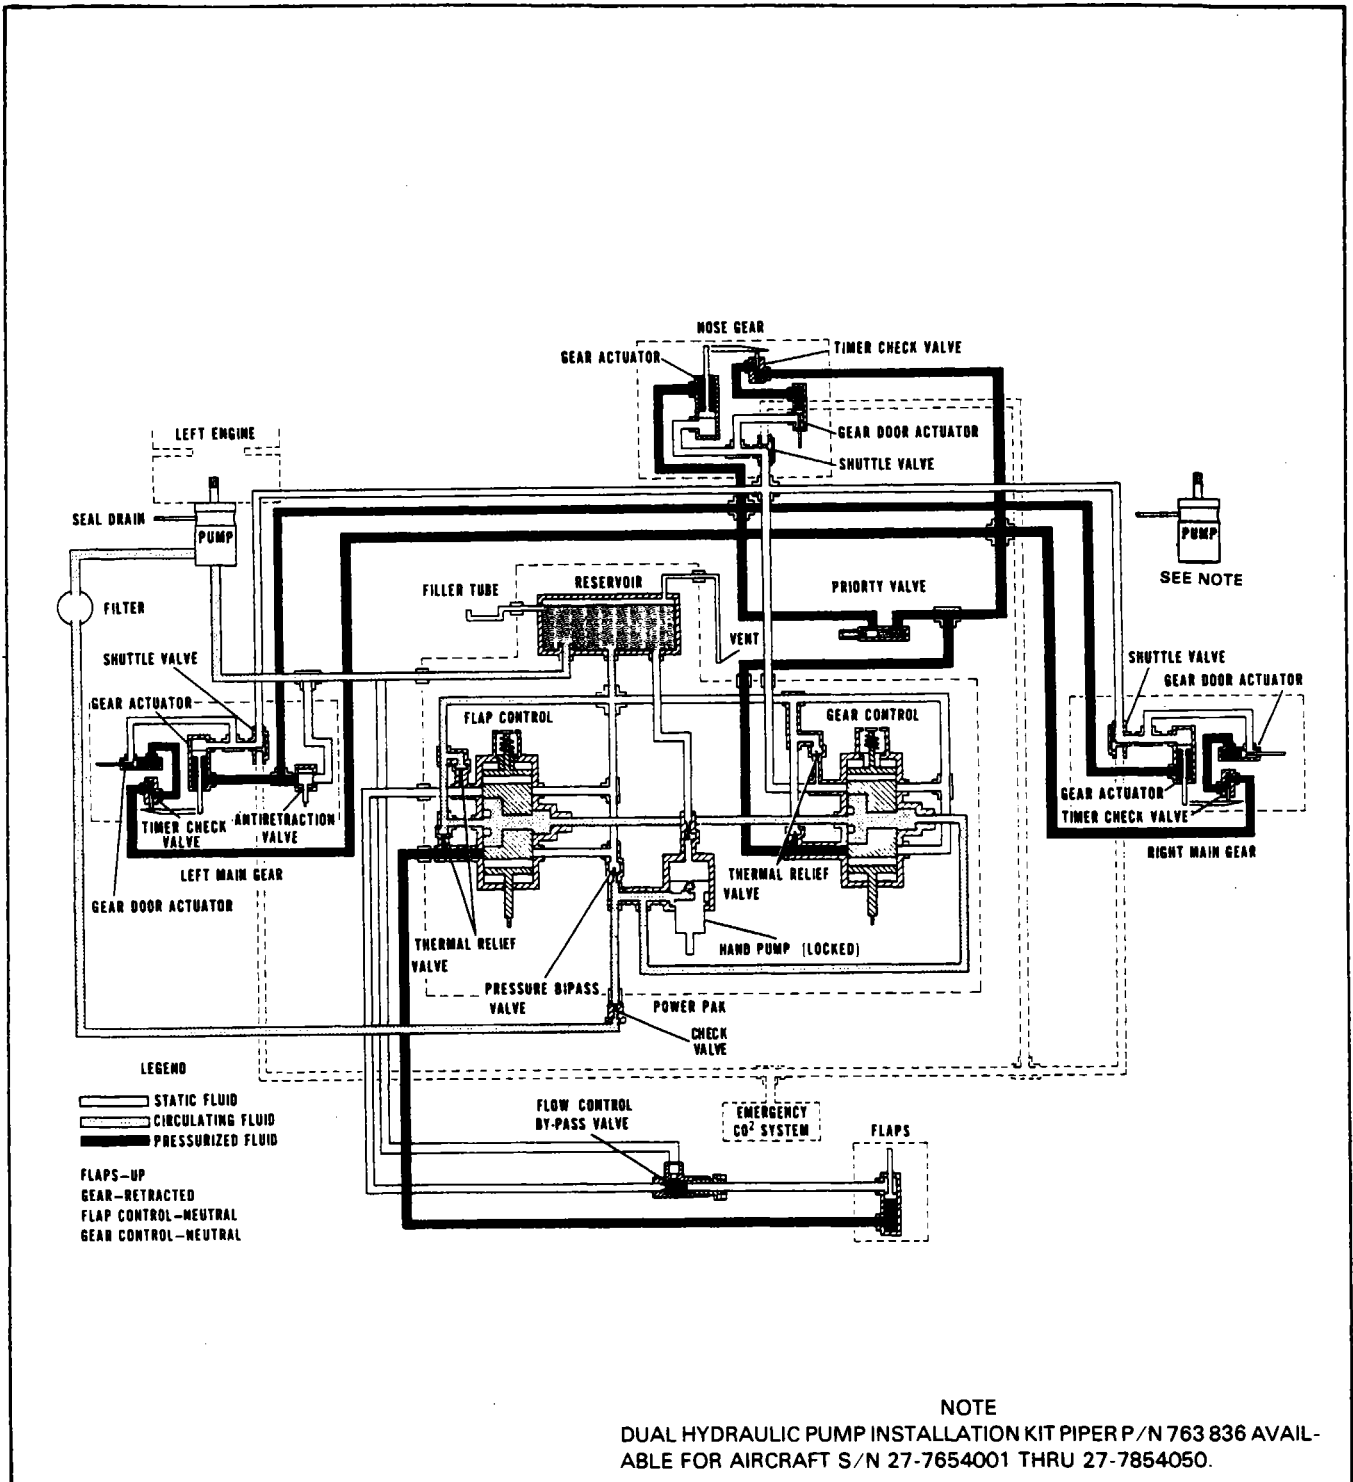 NOSE GEAR
GEAR ACTUATOR
TIMER CHECK VALVE
LEFT ENGINE
GEAR DOOR ACTUATOR
SHUTTLE VALVE
SEAL DRAIN
PUMP
PUMP
SEE NOTE
FILTER
FILLER TUBE
RESERVOIR
PRIORTY VALVE
VENT
SHUTTLE VALVE
GEAR ACTUATOR
FLAP CONTROL
GEAR CONTROL
SHUTTLE VALVE
GEAR DOOR ACTUATOR
TIMER CHECK
VALVE
ANTIRETRACTION
VALVE
LEFT MAIN GEAR
GEAR DOOR ACTUATOR
GEAR ACTUATOR
TIMER CHECK VALVE
RIGHT MAIN GEAR
THERMAL RELIEF
VALVE
THERMAL RELIEF
VALVE
HAND PUMP (LOCKED)
PRESSURE BIPASS
VALVE
POWER PAK
CHECK
VALVE
LEGEND
STATIC FLUID
CIRCULATING FLUID
PRESSURIZED FLUID
FLAPS-UP
GEAR-RETRACTED
FLAP CONTROL-NEUTRAL
GEAR CONTROL-NEUTRAL
FLOW CONTROL
BY-PASS VALVE
EMERGENCY
CO2 SYSTEM
FLAPS
NOTE
DUAL HYDRAULIC PUMP INSTALLATION KIT PIPER P/N 763 836 AVAIL-
ABLE FOR AIRCRAFT S/N 27-7654001 THRU 27-7854050.